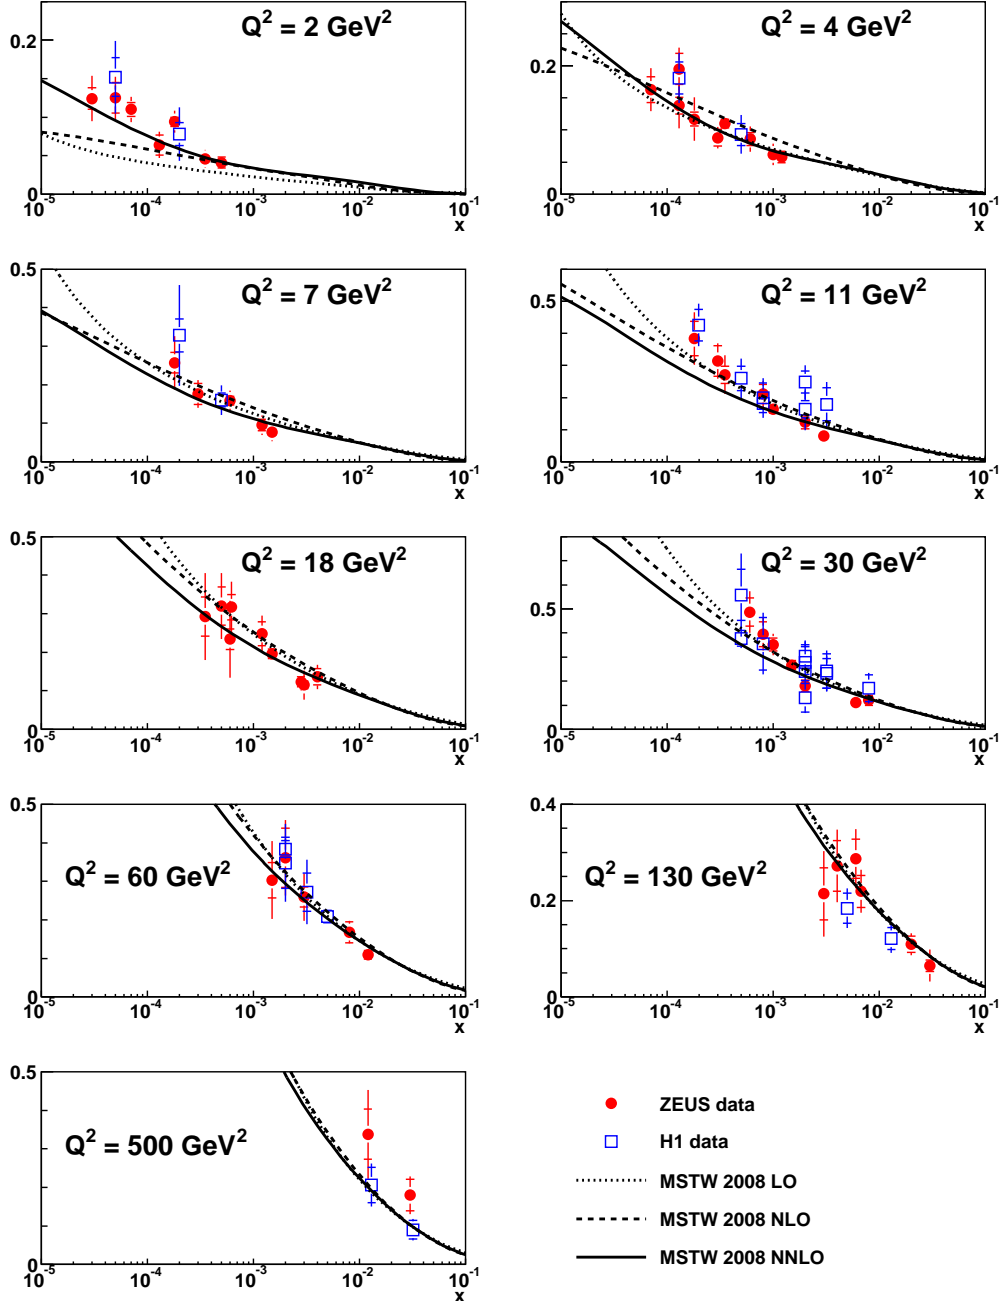 Q² = 2 GeV²
0.2
0
10⁻⁵ 10⁻⁴ 10⁻³ 10⁻² 10⁻¹
x
Q² = 4 GeV²
0.2
0
10⁻⁵ 10⁻⁴ 10⁻³ 10⁻² 10⁻¹
x
Q² = 7 GeV²
0.5
0
10⁻⁵ 10⁻⁴ 10⁻³ 10⁻² 10⁻¹
x
Q² = 11 GeV²
0.5
0
10⁻⁵ 10⁻⁴ 10⁻³ 10⁻² 10⁻¹
x
Q² = 18 GeV²
0.5
0
10⁻⁵ 10⁻⁴ 10⁻³ 10⁻² 10⁻¹
x
Q² = 30 GeV²
0.5
0
10⁻⁵ 10⁻⁴ 10⁻³ 10⁻² 10⁻¹
x
0.5
Q² = 60 GeV²
0
10⁻⁵ 10⁻⁴ 10⁻³ 10⁻² 10⁻¹
x
0.4
Q² = 130 GeV²
0.2
0
10⁻⁵ 10⁻⁴ 10⁻³ 10⁻² 10⁻¹
x
0.5
Q² = 500 GeV²
0
10⁻⁵ 10⁻⁴ 10⁻³ 10⁻² 10⁻¹
x
ZEUS data
H1 data
MSTW 2008 LO
MSTW 2008 NLO
MSTW 2008 NNLO